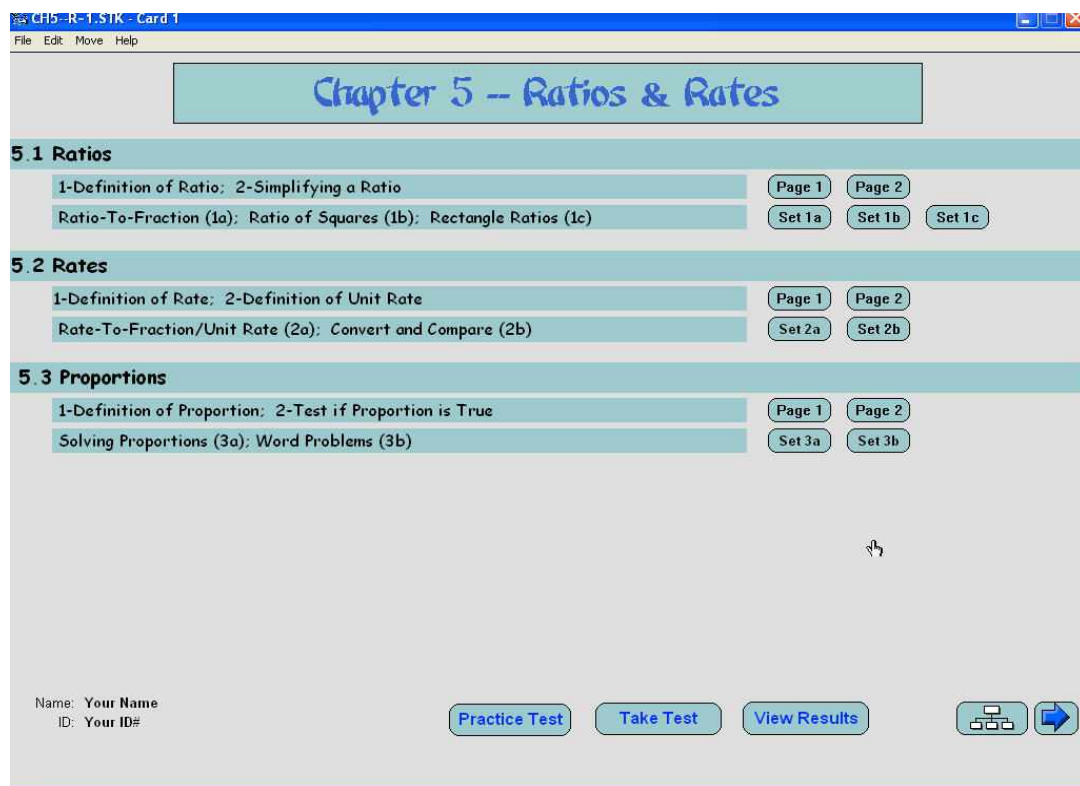 CH5--R-1.STK - Card 1
File Edit Move Help
Chapter 5 -- Ratios & Rates
5.1 Ratios
1-Definition of Ratio; 2-Simplifying a Ratio Page 1 Page 2
Ratio-To-Fraction (1a); Ratio of Squares (1b); Rectangle Ratios (1c) Set 1a Set 1b Set 1c
5.2 Rates
1-Definition of Rate; 2-Definition of Unit Rate Page 1 Page 2
Rate-To-Fraction/Unit Rate (2a); Convert and Compare (2b) Set 2a Set 2b
5.3 Proportions
1-Definition of Proportion; 2-Test if Proportion is True Page 1 Page 2
Solving Proportions (3a); Word Problems (3b) Set 3a Set 3b
Name: Your Name
ID: Your ID#
Practice Test Take Test View Results